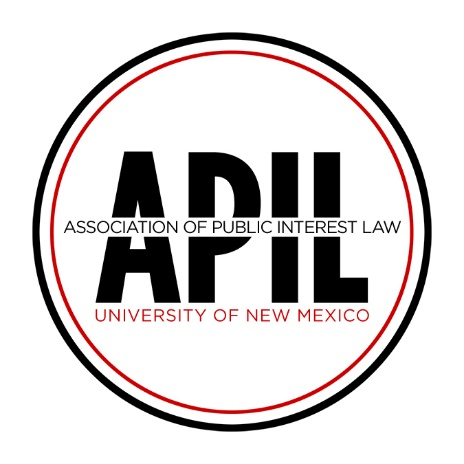 APIL
ASSOCIATION OF PUBLIC INTEREST LAW
UNIVERSITY OF NEW MEXICO